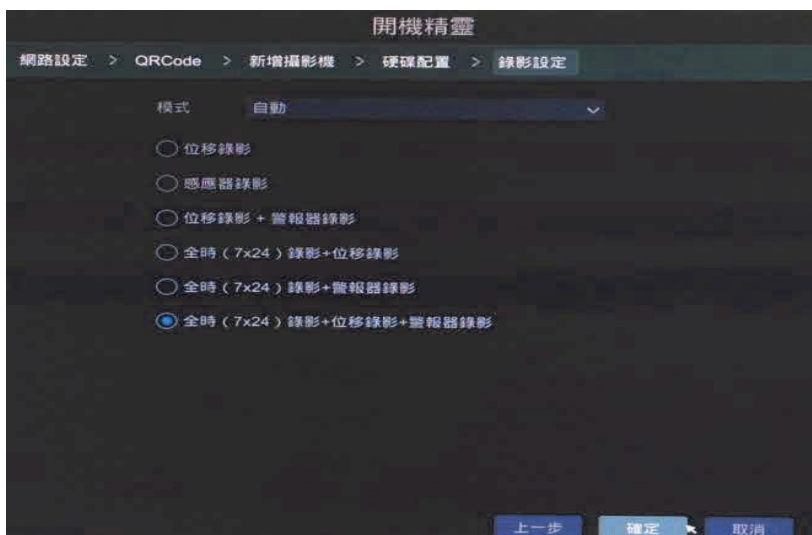 開機精靈
網路設定 > QRCode > 新增攝影機 > 硬碟配置 > 錄影設定
模式 自動
位移錄影
感應器錄影
位移錄影 + 警報器錄影
全時 ( 7x24 ) 錄影+位移錄影
全時 ( 7x24 ) 錄影+警報器錄影
全時 ( 7x24 ) 錄影+位移錄影+警報器錄影
上一步 確定 取消